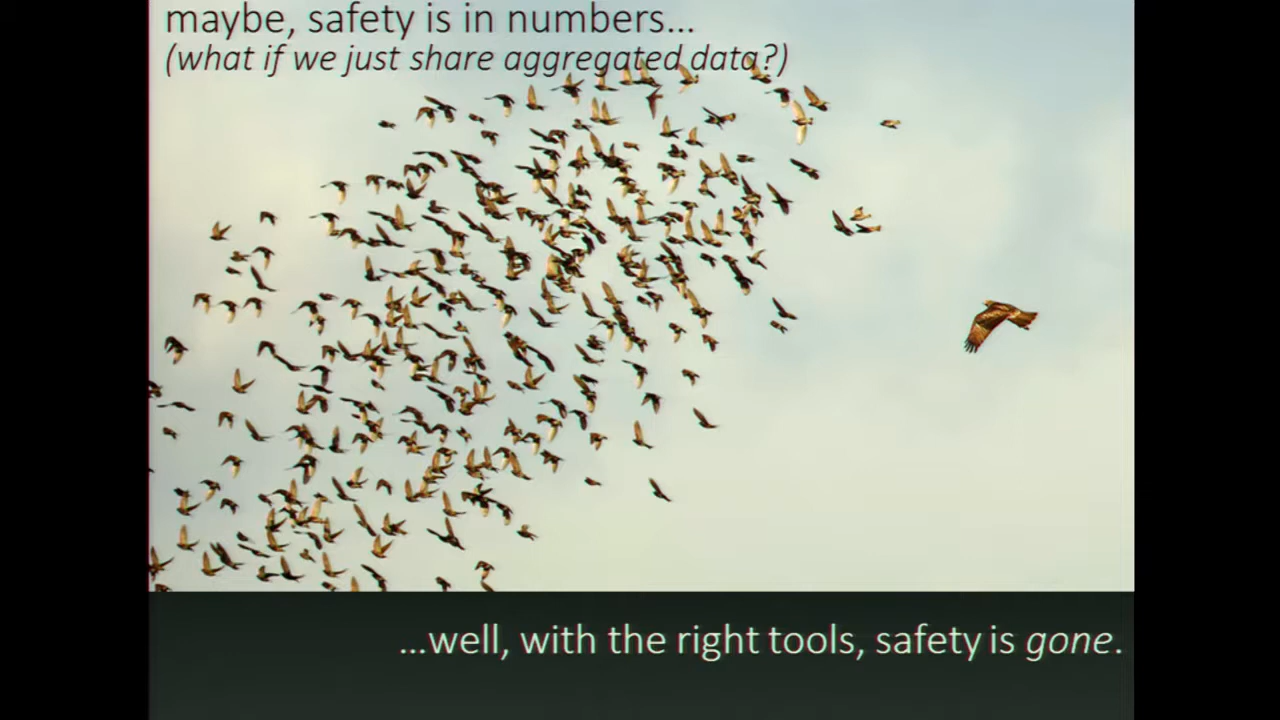 maybe, safety is in numbers...
(what if we just share aggregated data?)
...well, with the right tools, safety is gone.